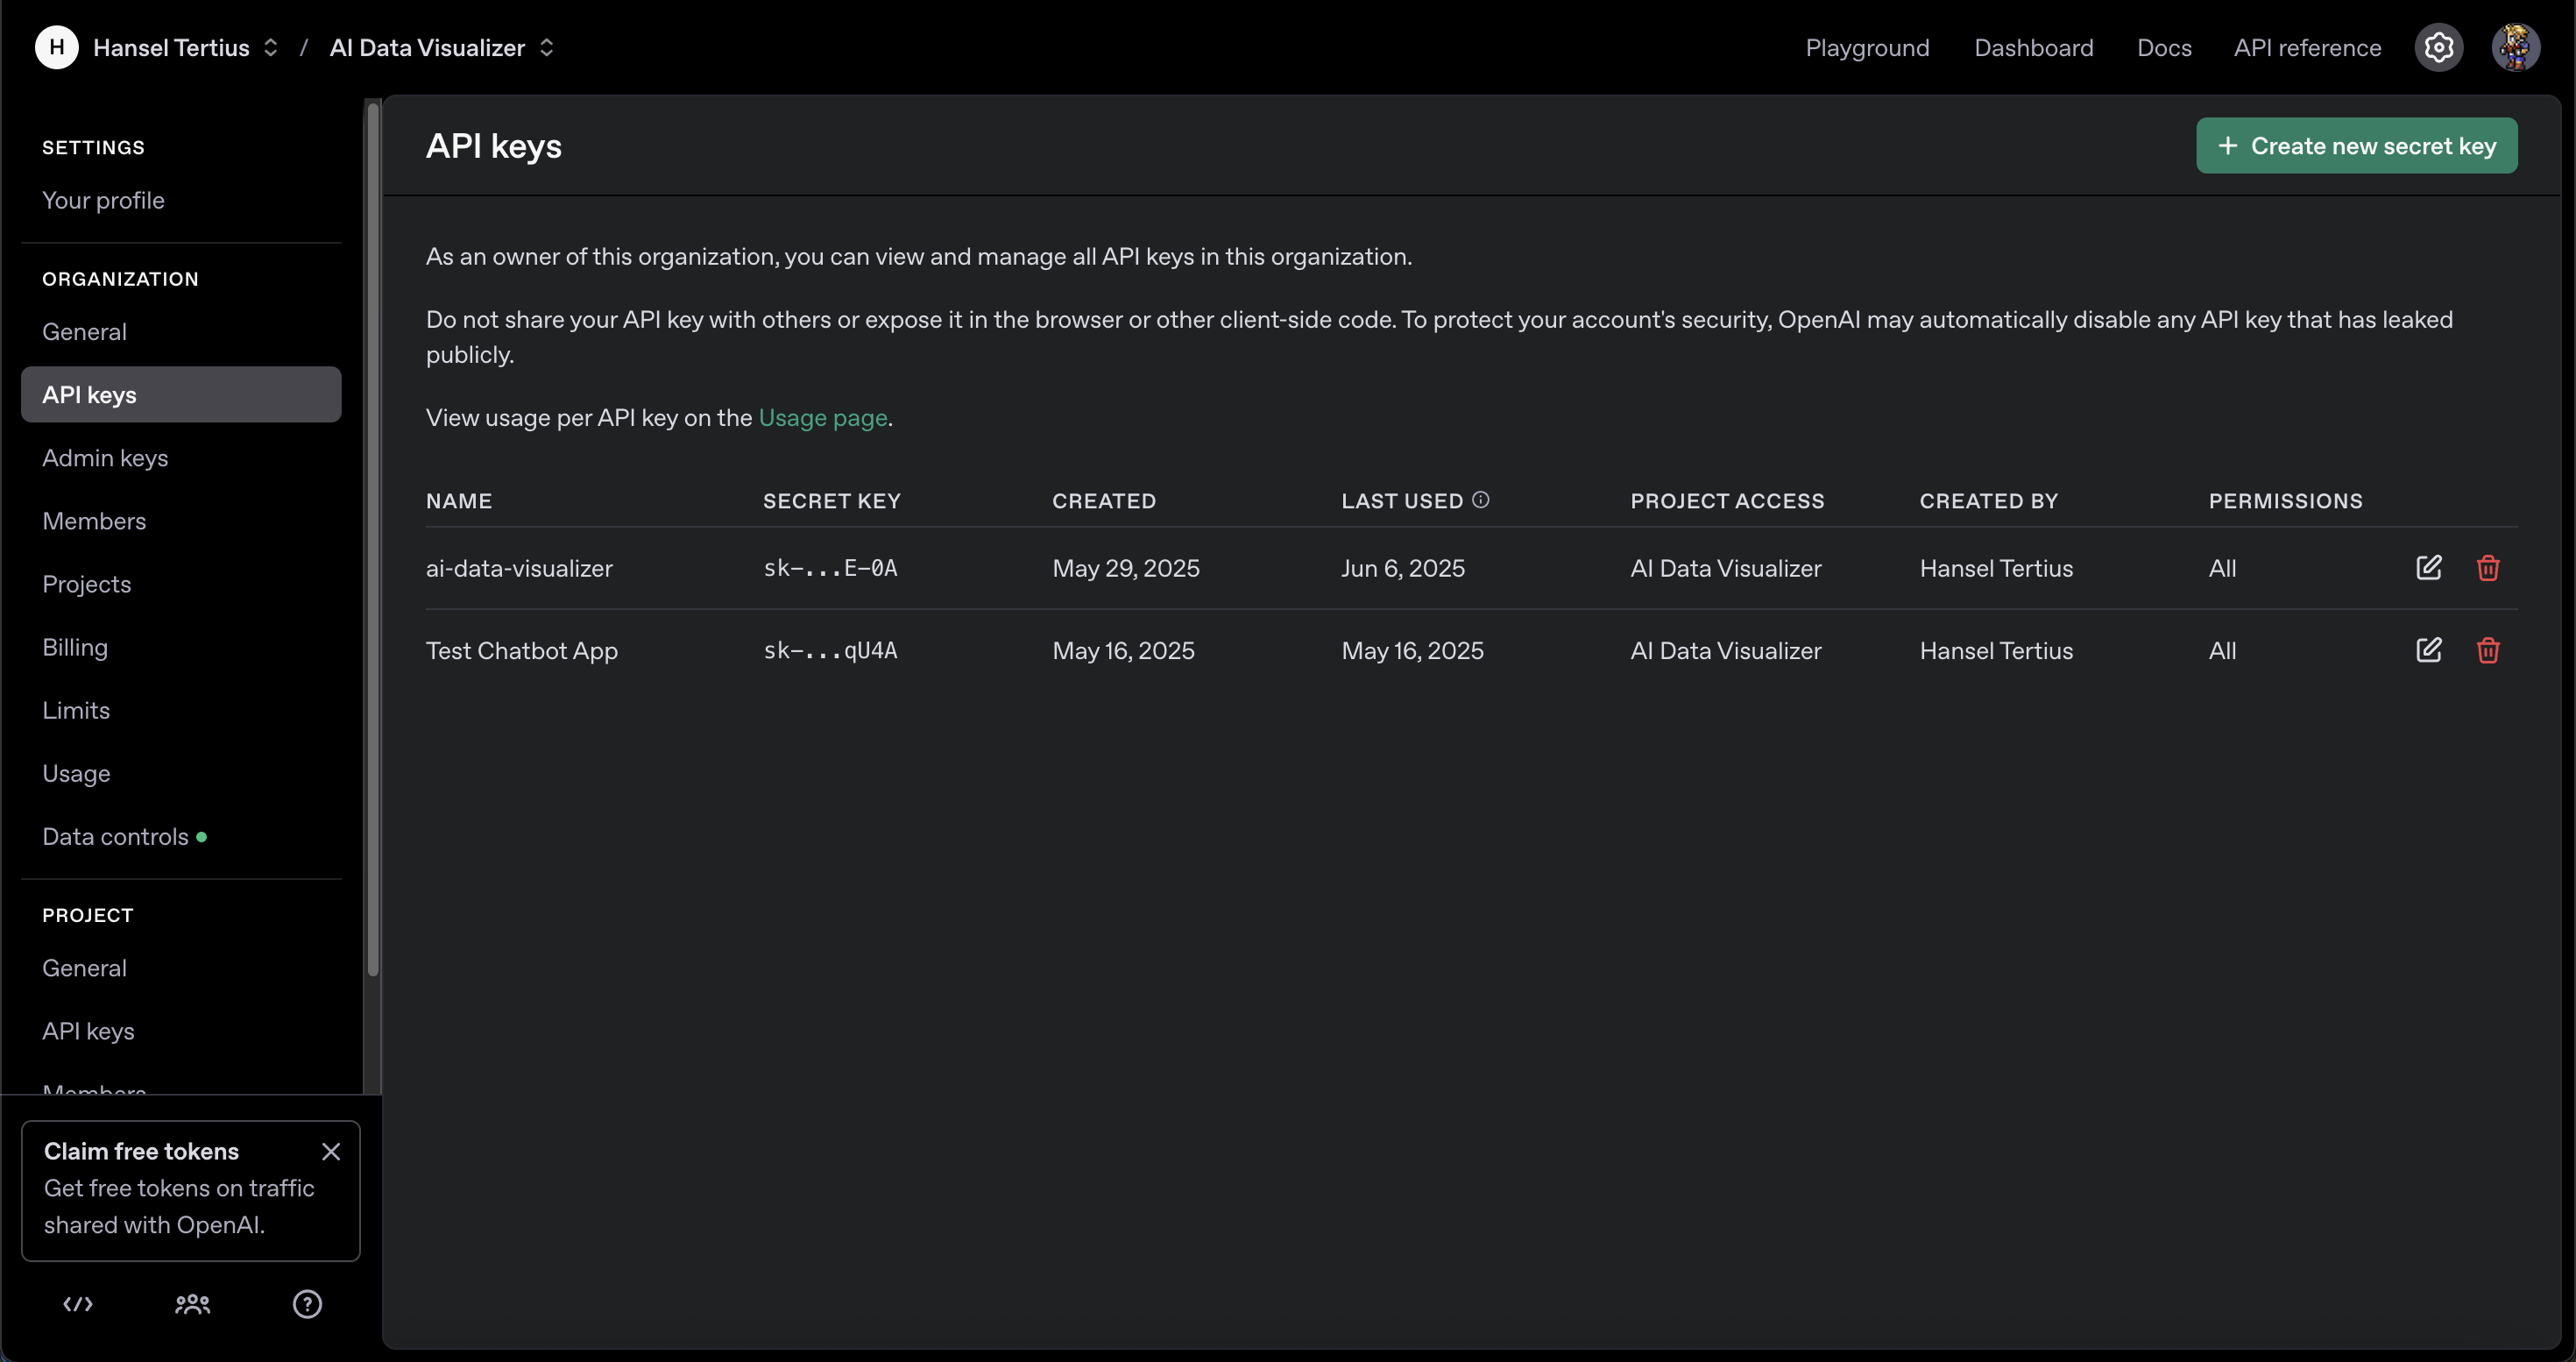 H Hansel Tertius / AI Data Visualizer
Playground Dashboard Docs API reference
SETTINGS
Your profile
ORGANIZATION
General
API keys
Admin keys
Members
Projects
Billing
Limits
Usage
Data controls
PROJECT
General
API keys
Members
Claim free tokens
Get free tokens on traffic
shared with OpenAI.
API keys
+ Create new secret key
As an owner of this organization, you can view and manage all API keys in this organization.
Do not share your API key with others or expose it in the browser or other client-side code. To protect your account's security, OpenAI may automatically disable any API key that has leaked
publicly.
View usage per API key on the Usage page.
NAME SECRET KEY CREATED LAST USED PROJECT ACCESS CREATED BY PERMISSIONS
ai-data-visualizer sk-...E-0A May 29, 2025 Jun 6, 2025 AI Data Visualizer Hansel Tertius All
Test Chatbot App sk-...qU4A May 16, 2025 May 16, 2025 AI Data Visualizer Hansel Tertius All